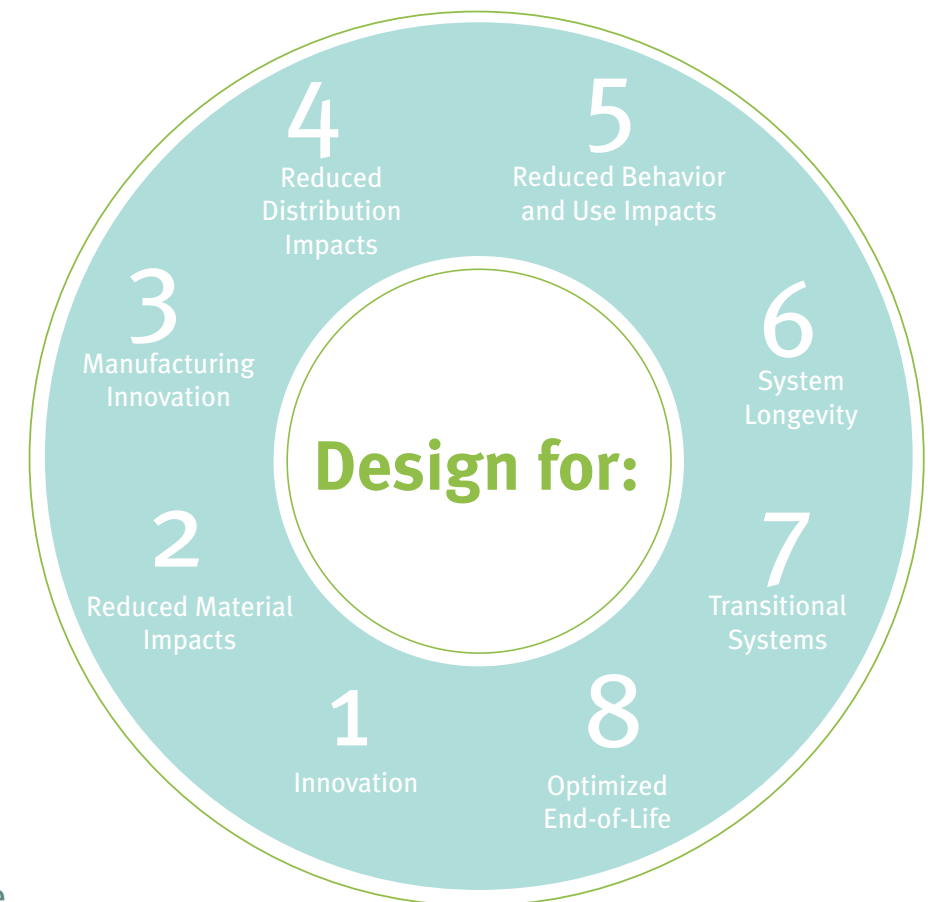 4
Reduced
Distribution
Impacts
5
Reduced Behavior
and Use Impacts
3
Manufacturing
Innovation
6
System
Longevity
Design for:
2
Reduced Material
Impacts
7
Transitional
Systems
1
Innovation
8
Optimized
End-of-Life